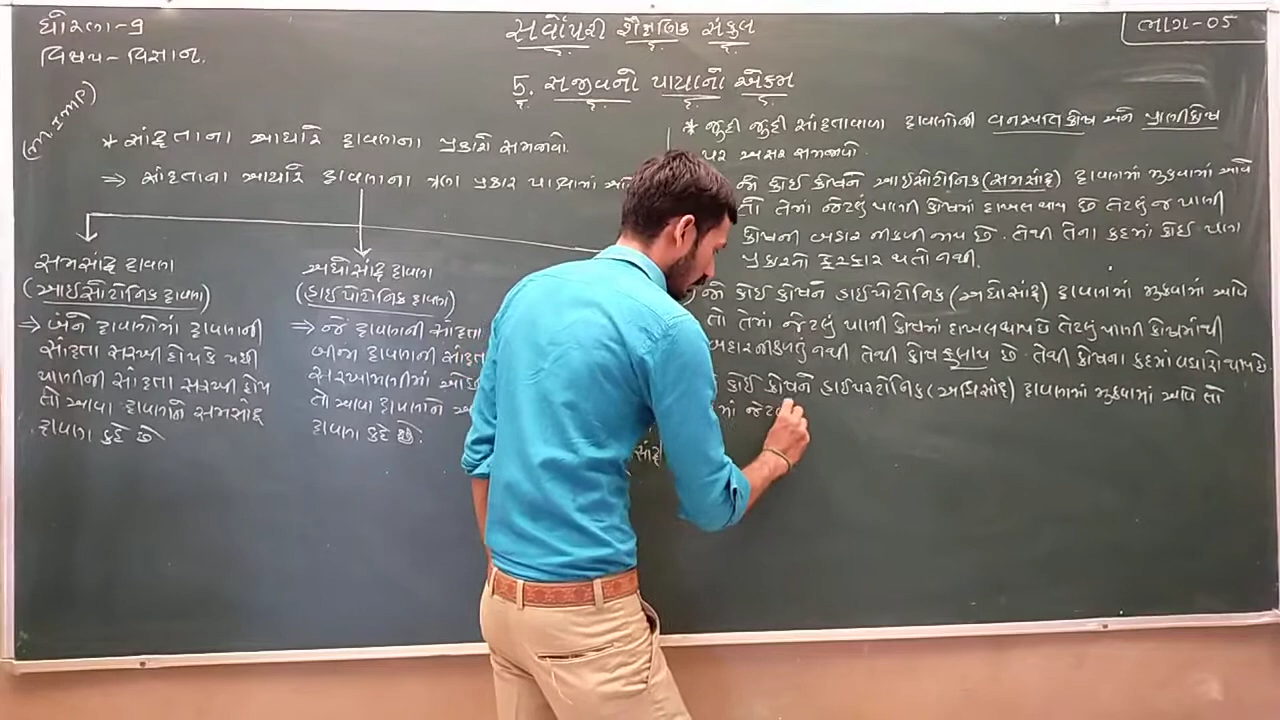 ધોરણ-9
વિષય-વિજ્ઞાન.
(M.IMP)
સર્વોપરી શૈક્ષણિક સંકુલ
ભાગ-05
5. સજીવનો પાયાનો એકમ
* સાંદ્રતાના આધારે દ્રાવણના પ્રકારો સમજાવો.
⇒ સાંદ્રતાના આધારે દ્રાવણના ત્રણ પ્રકાર પાડવામાં
સમસાંદ્ર દ્રાવણ
(આઈસોટોનિક દ્રાવણ)
⇒ બંને દ્રાવણોમાં દ્રાવણની
સાંદ્રતા સરખી હોય કે પછી
પાણીની સાંદ્રતા સરખી હોય
તો આવા દ્રાવણને સમસાંદ્ર
દ્રાવણ કહે છે
અધોસાંદ્ર દ્રાવણ
(હાઈપોટોનિક દ્રાવણ)
⇒ જે દ્રાવણની સાંદ્રતા
બીજા દ્રાવણની
સરખામણીમાં
તો આવા દ્રાવણને
દ્રાવણ કહે છે.
* જુદી જુદી સાંદ્રતાવાળા દ્રાવણોની વનસ્પતિકોષ અને પ્રાણીકોષ
પર અસર સમજાવો.
જો કોઈ કોષને આઈસોટોનિક (સમસાંદ્ર) દ્રાવણમાં મુકવામાં આવે
તો તેમાં જેટલું પાણી કોષમાં દાખલ થાય છે તેટલું જ પાણી
કોષની બહાર નીકળી જાય છે. તેથી તેના કદમાં કોઈ પણ
પ્રકારનો ફેરફાર થતો નથી.
જો કોઈ કોષને હાઈપોટોનિક (અધોસાંદ્ર) દ્રાવણમાં મુકવામાં આવે
તો તેમાં જેટલું પાણી કોષમાં દાખલ થાય છે તેટલું પાણી કોષમાંથી
બહાર નીકળતું નથી તેથી કોષ ફુલાય છે. તેથી કોષના કદમાં વધારો થાય છે.
કોઈ કોષને હાઈપરટોનિક (અધિસાંદ્ર) દ્રાવણમાં મુકવામાં આવે તો